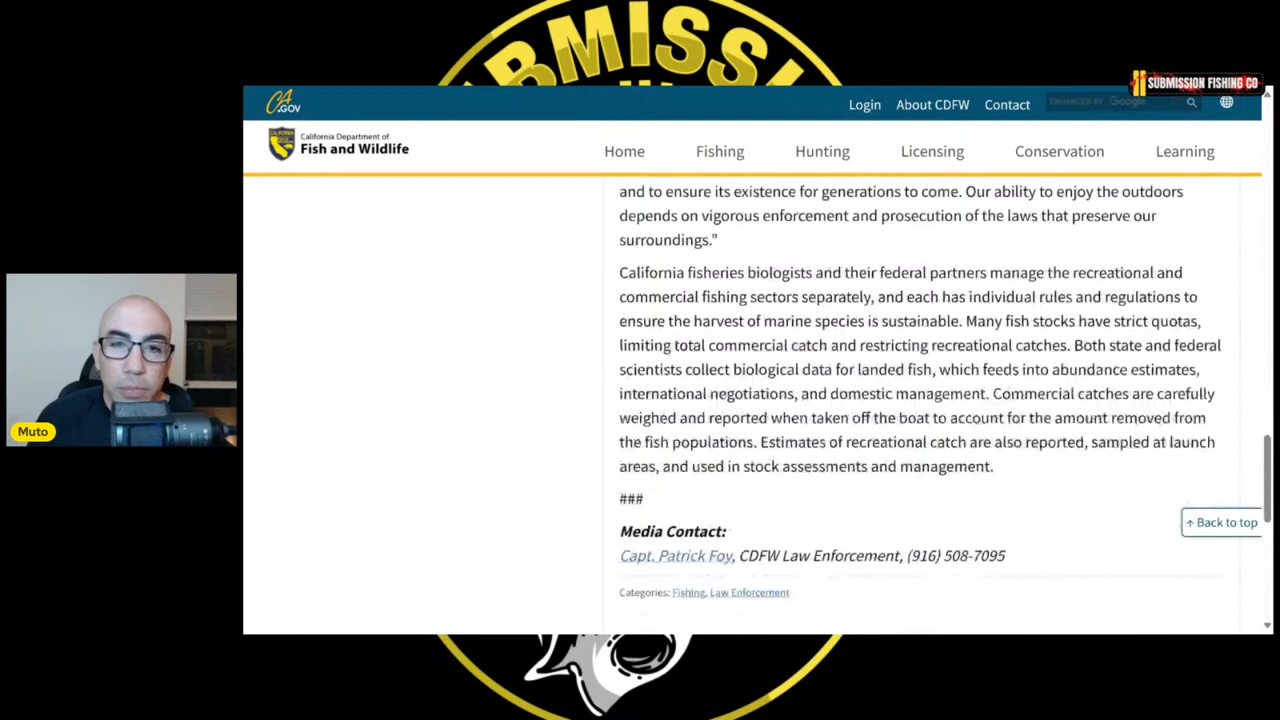 SUBMISSI
SUBMISSION FISHING CO
CA
.GOV
Login About CDFW Contact ENHANCED BY Google
California Department of
Fish and Wildlife
Home Fishing Hunting Licensing Conservation Learning
and to ensure its existence for generations to come. Our ability to enjoy the outdoors
depends on vigorous enforcement and prosecution of the laws that preserve our
surroundings.”
California fisheries biologists and their federal partners manage the recreational and
commercial fishing sectors separately, and each has individual rules and regulations to
ensure the harvest of marine species is sustainable. Many fish stocks have strict quotas,
limiting total commercial catch and restricting recreational catches. Both state and federal
scientists collect biological data for landed fish, which feeds into abundance estimates,
international negotiations, and domestic management. Commercial catches are carefully
weighed and reported when taken off the boat to account for the amount removed from
the fish populations. Estimates of recreational catch are also reported, sampled at launch
areas, and used in stock assessments and management.
###
↑ Back to top
Media Contact:
Capt. Patrick Foy, CDFW Law Enforcement, (916) 508-7095
Categories: Fishing, Law Enforcement
Muto